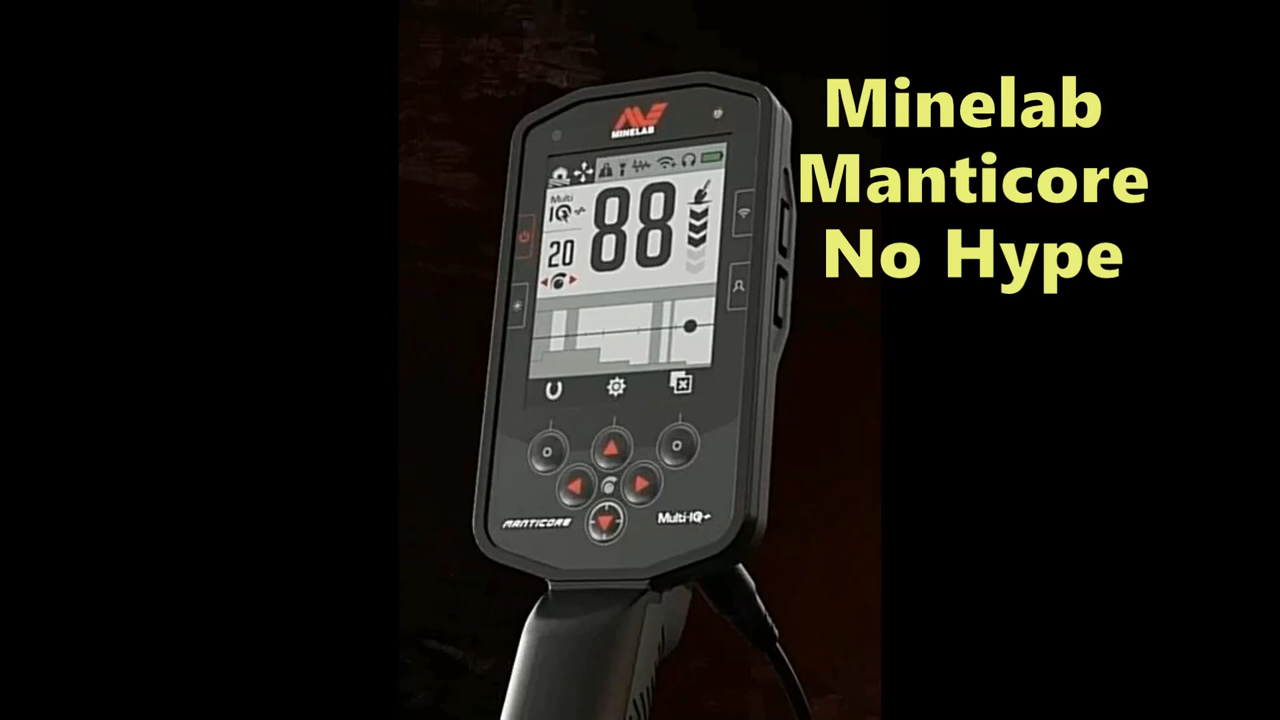 Minelab
Manticore
No Hype
MINELAB
Multi
IQ
88
20
MANTICORE
Multi-IQ+